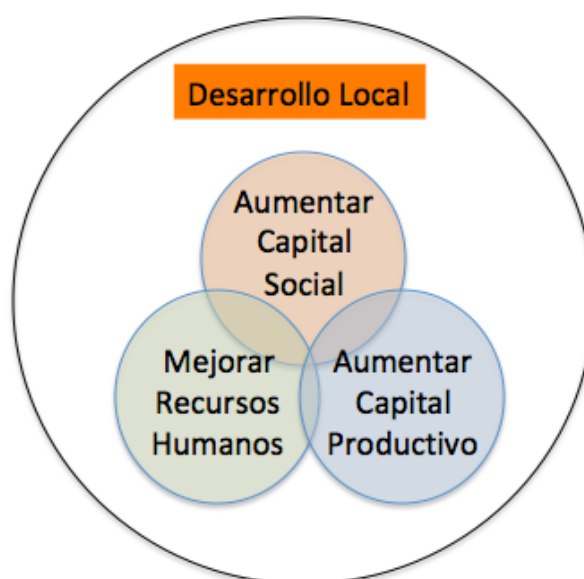 Desarrollo Local
Aumentar
Capital
Social
Mejorar
Recursos
Humanos
Aumentar
Capital
Productivo